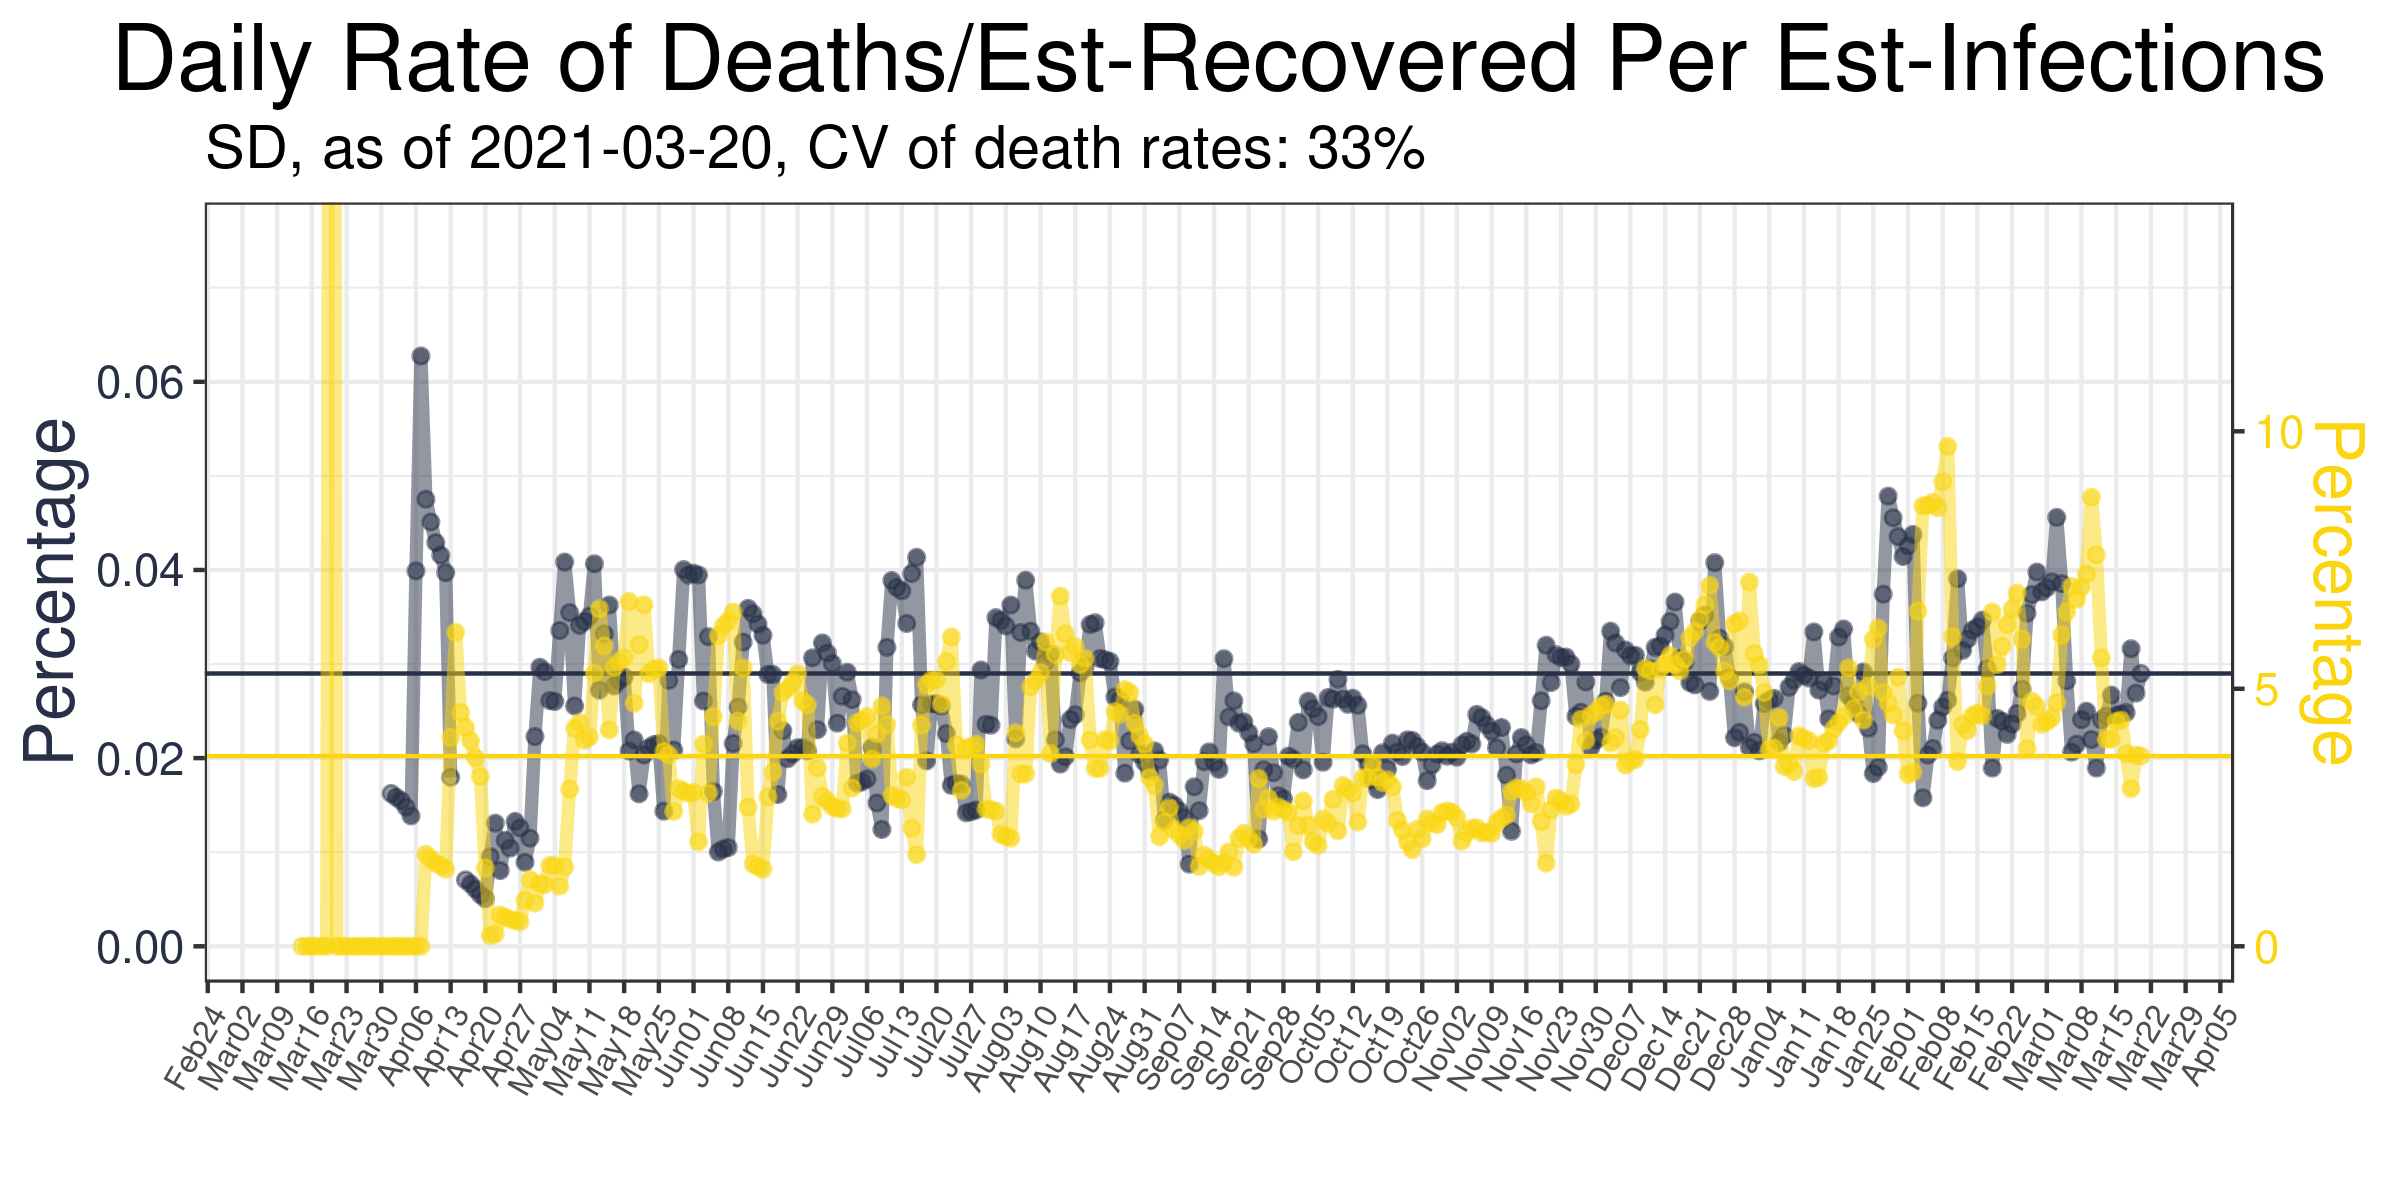 Daily Rate of Deaths/Est-Recovered Per Est-Infections
SD, as of 2021-03-20, CV of death rates: 33%
Percentage
0.06
0.04
0.02
0.00
10
5
0
Percentage
Feb24
Mar02
Mar09
Mar16
Mar23
Mar30
Apr06
Apr13
Apr20
Apr27
May04
May11
May18
May25
Jun01
Jun08
Jun15
Jun22
Jun29
Jul06
Jul13
Jul20
Jul27
Aug03
Aug10
Aug17
Aug24
Aug31
Sep07
Sep14
Sep21
Sep28
Oct05
Oct12
Oct19
Oct26
Nov02
Nov09
Nov16
Nov23
Nov30
Dec07
Dec14
Dec21
Dec28
Jan04
Jan11
Jan18
Jan25
Feb01
Feb08
Feb15
Feb22
Mar01
Mar08
Mar15
Mar22
Mar29
Apr05